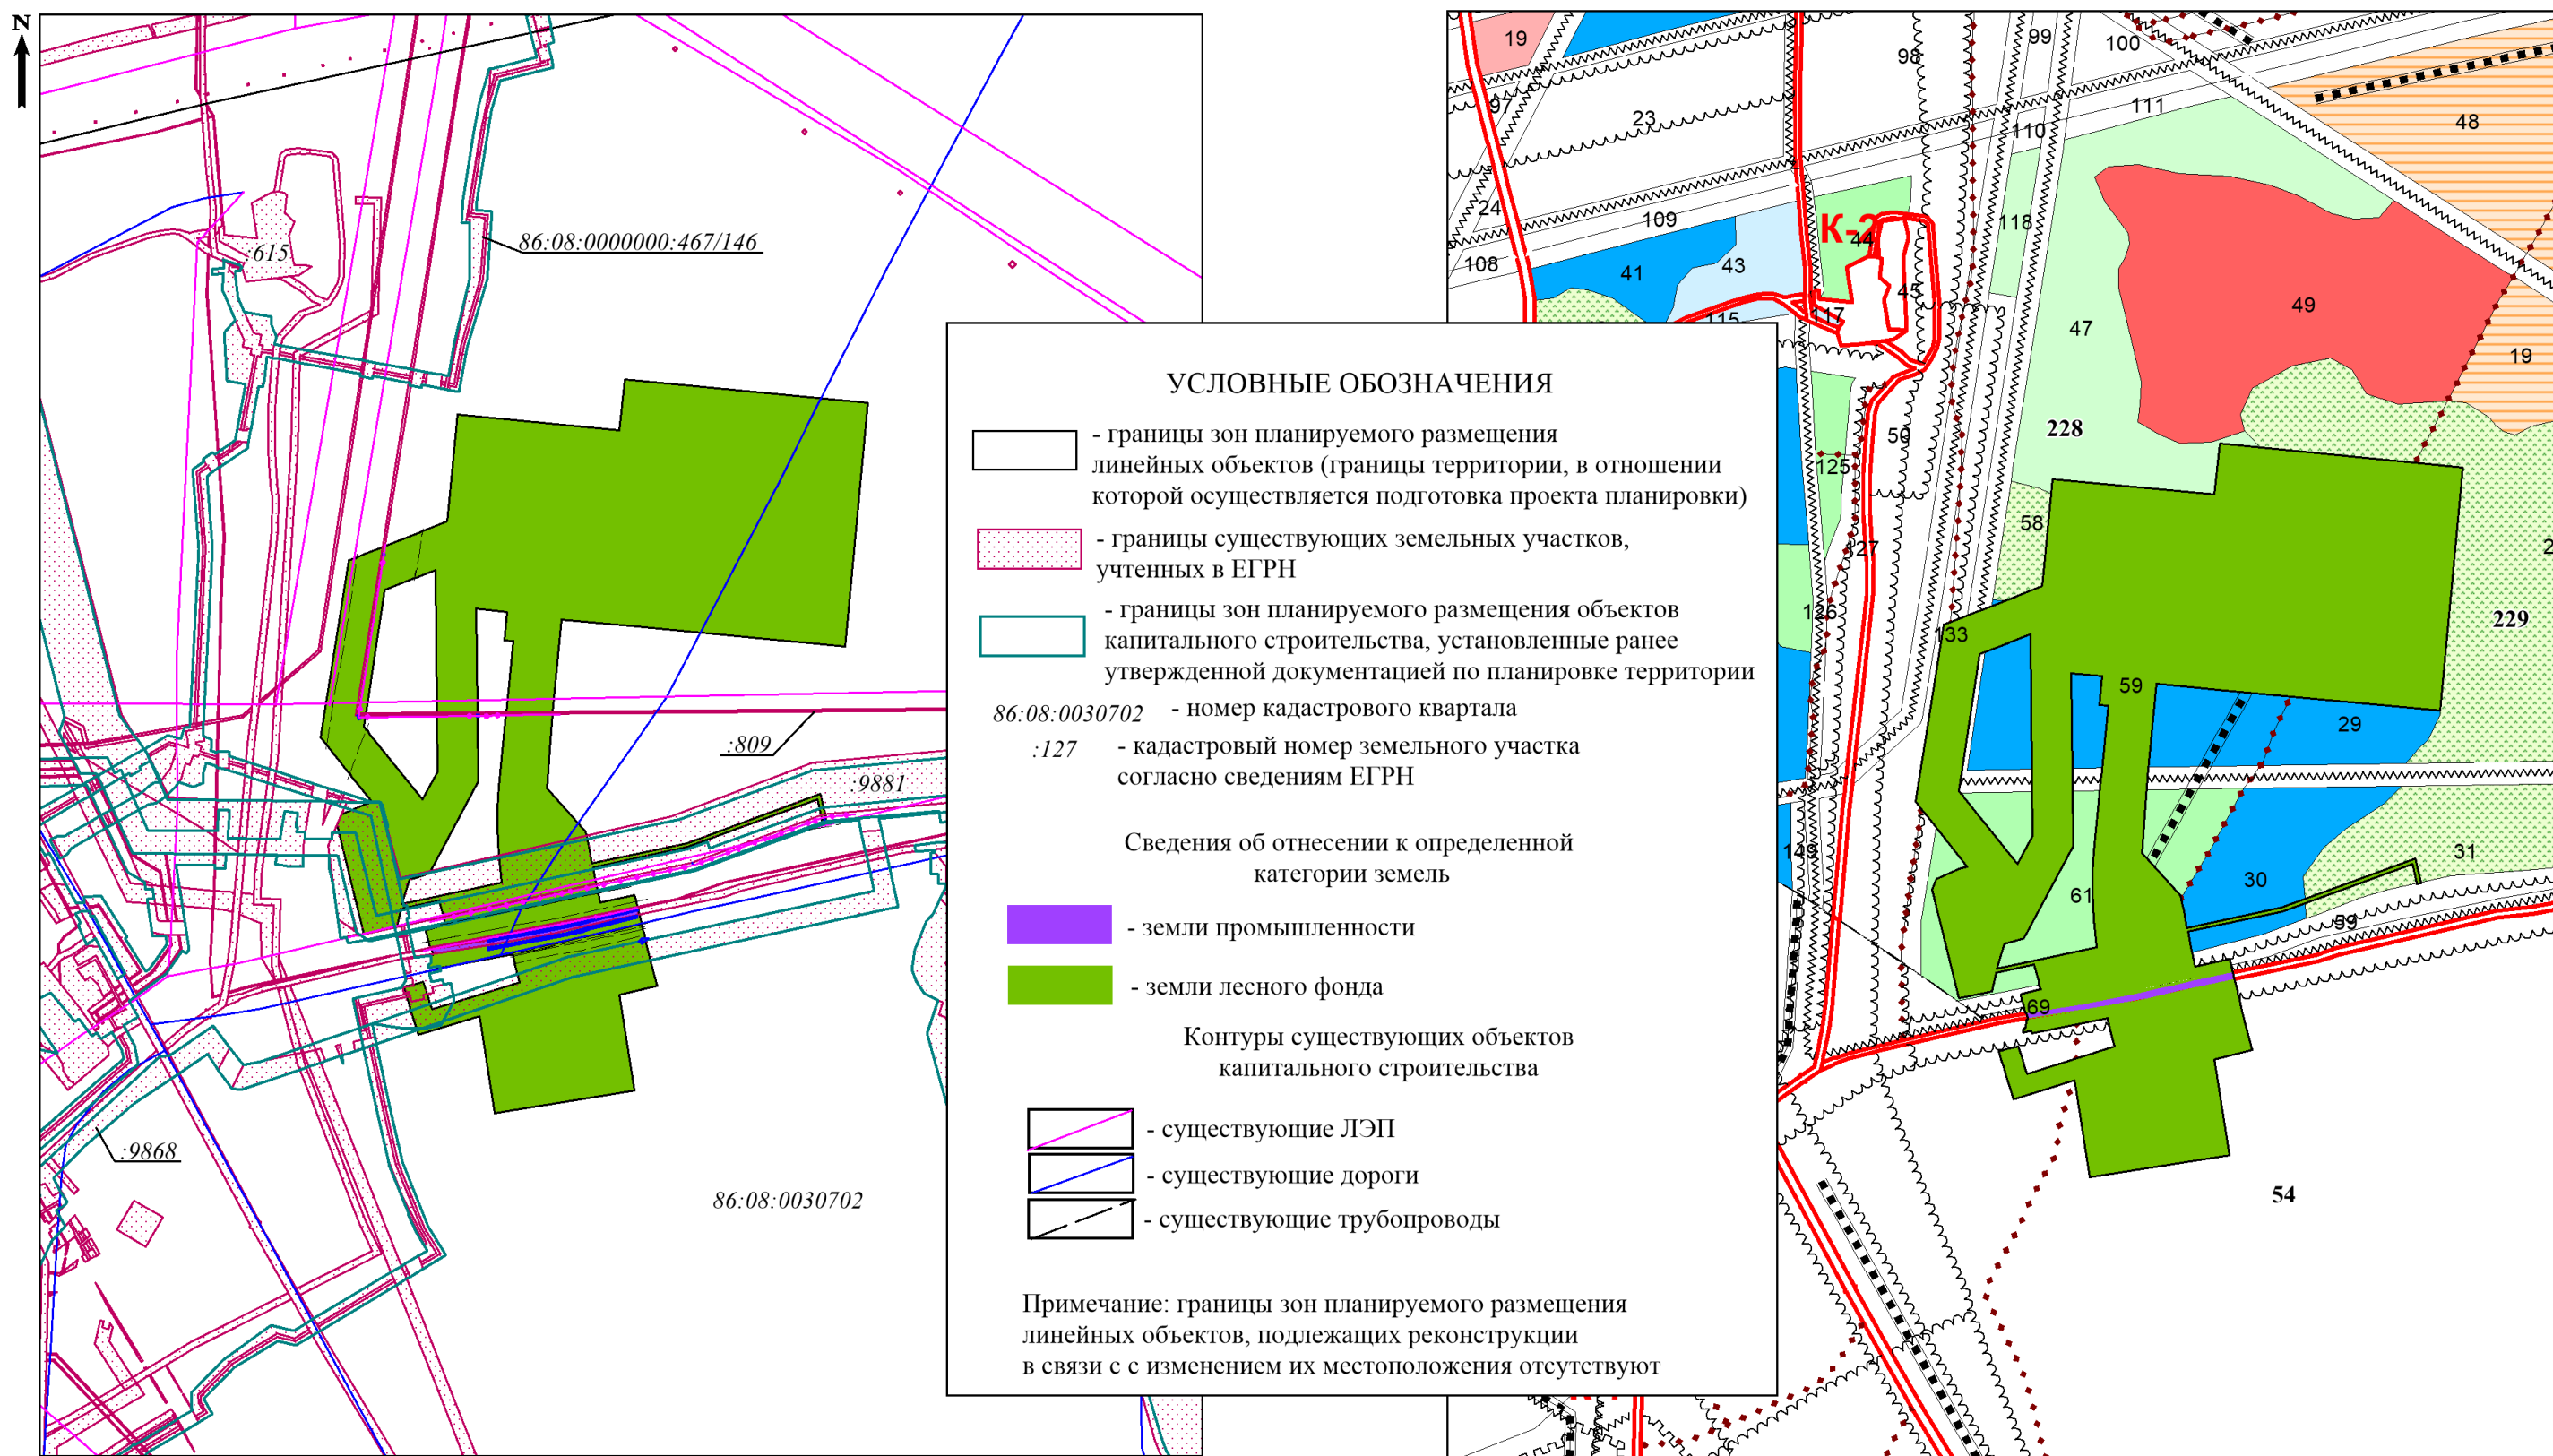 N
615
86:08:0000000:467/146
:809
:9881
:9868
86:08:0030702
УСЛОВНЫЕ ОБОЗНАЧЕНИЯ
- границы зон планируемого размещения
линейных объектов (границы территории, в отношении
которой осуществляется подготовка проекта планировки)
- границы существующих земельных участков,
учтенных в ЕГРН
- границы зон планируемого размещения объектов
капитального строительства, установленные ранее
утвержденной документацией по планировке территории
86:08:0030702 - номер кадастрового квартала
:127 - кадастровый номер земельного участка
согласно сведениям ЕГРН
Сведения об отнесении к определенной
категории земель
- земли промышленности
- земли лесного фонда
Контуры существующих объектов
капитального строительства
- существующие ЛЭП
- существующие дороги
- существующие трубопроводы
Примечание: границы зон планируемого размещения
линейных объектов, подлежащих реконструкции
в связи с с изменением их местоположения отсутствуют
19
98
99
100
97
23
111
48
110
24
109
118
К-2
44
108
41
43
45
49
47
115
117
19
50
228
125
58
127
126
133
229
59
29
149
61
30
31
59
69
54